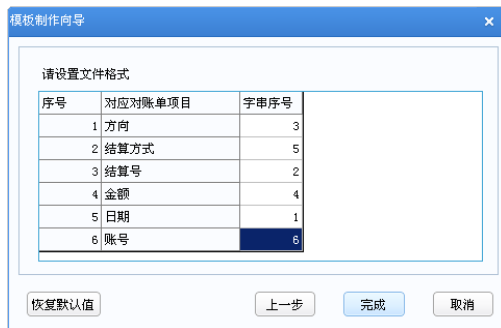 模板制作向导
请设置文件格式
序号 对应对账单项目 字串序号
1 方向 3
2 结算方式 5
3 结算号 2
4 金额 4
5 日期 1
6 账号 6
恢复默认值 上一步 完成 取消